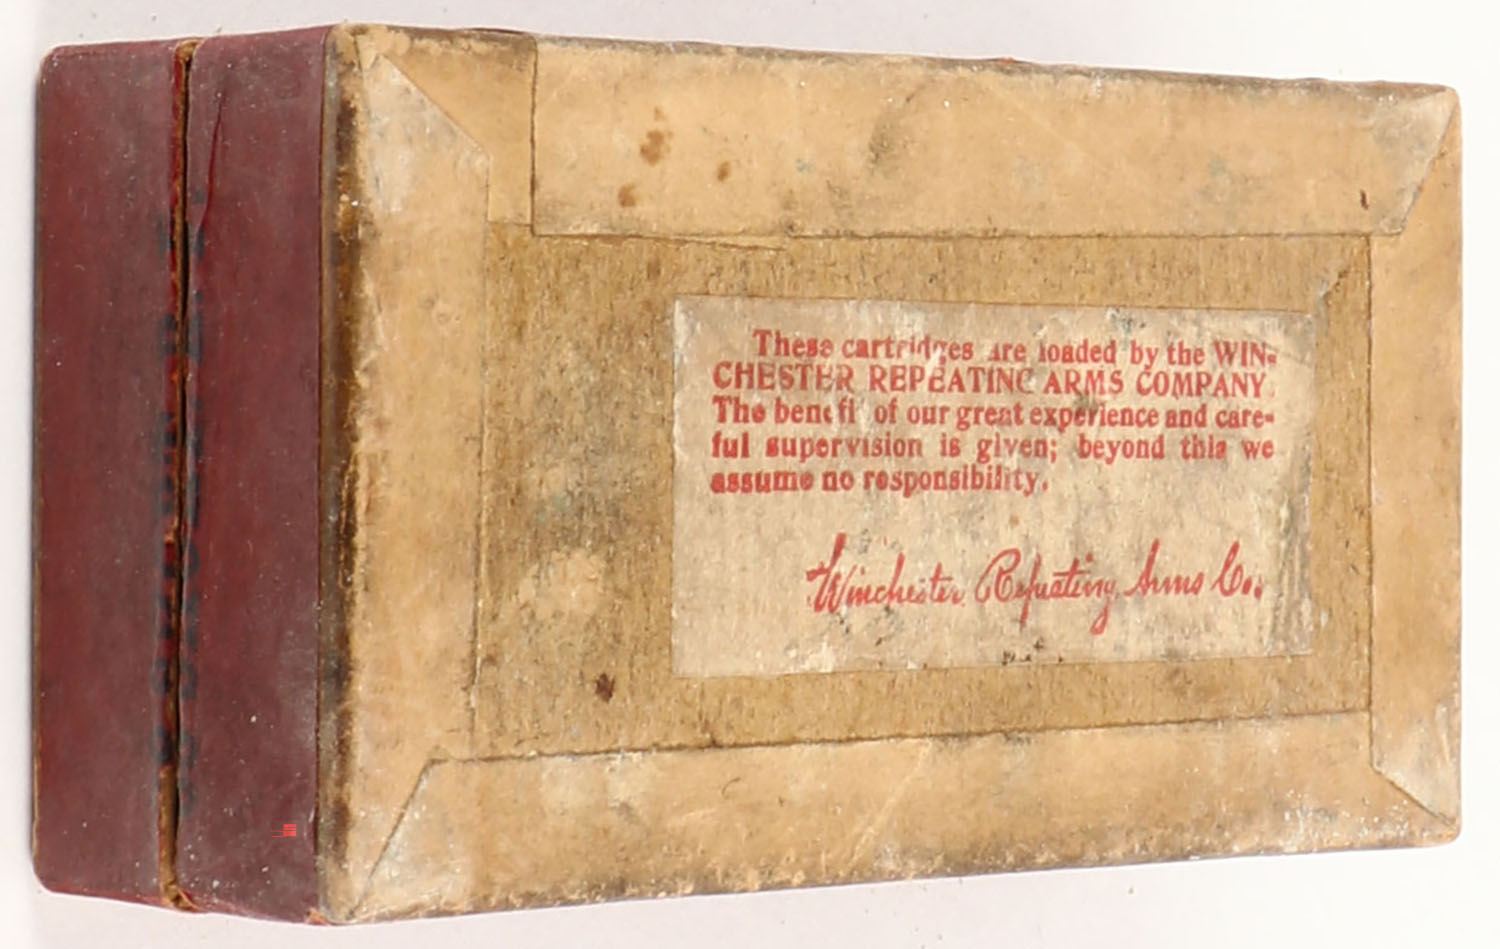 These cartridges are loaded by the WIN-
CHESTER REPEATING ARMS COMPANY.
The benefit of our great experience and care-
ful supervision is given; beyond this we
assume no responsibility.
Winchester Repeating Arms Co.